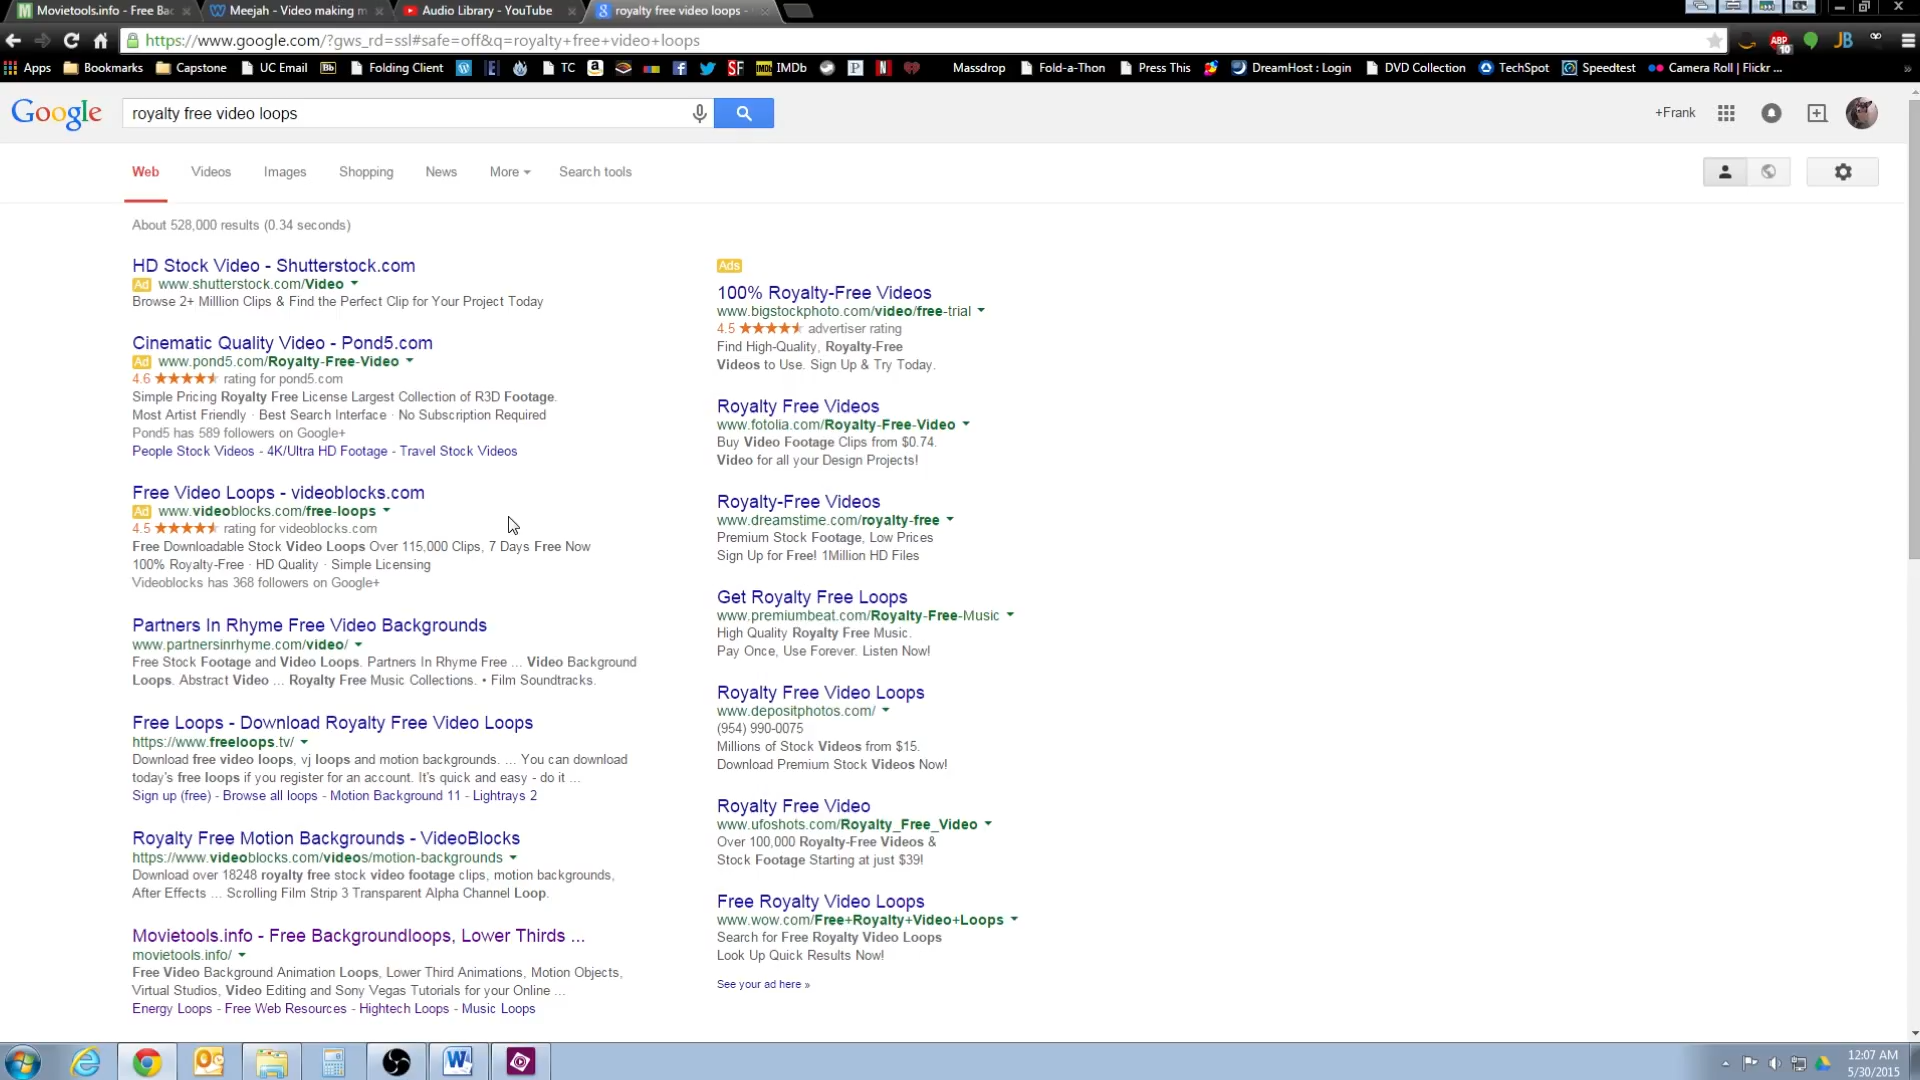 Movietools.info - Free Bac
Meejah - Video making m
Audio Library - YouTube
royalty free video loops -
https://www.google.com/?gws_rd=ssl#safe=off&q=royalty+free+video+loops
ABP
10
JB
Apps
Bookmarks
Capstone
UC Email
Bb
Folding Client
TC
SF
IMDb
Massdrop
Fold-a-Thon
Press This
DreamHost : Login
DVD Collection
TechSpot
Speedtest
Camera Roll | Flickr ...
Google
royalty free video loops
+Frank
Web
Videos
Images
Shopping
News
More
Search tools
About 528,000 results (0.34 seconds)
HD Stock Video - Shutterstock.com
Ad www.shutterstock.com/Video
Browse 2+ Milllion Clips & Find the Perfect Clip for Your Project Today
Cinematic Quality Video - Pond5.com
Ad www.pond5.com/Royalty-Free-Video
4.6 ★★★★★ rating for pond5.com
Simple Pricing Royalty Free License Largest Collection of R3D Footage.
Most Artist Friendly · Best Search Interface · No Subscription Required
Pond5 has 589 followers on Google+
People Stock Videos - 4K/Ultra HD Footage - Travel Stock Videos
Free Video Loops - videoblocks.com
Ad www.videoblocks.com/free-loops
4.5 ★★★★★ rating for videoblocks.com
Free Downloadable Stock Video Loops Over 115,000 Clips, 7 Days Free Now
100% Royalty-Free · HD Quality · Simple Licensing
Videoblocks has 368 followers on Google+
Partners In Rhyme Free Video Backgrounds
www.partnersinrhyme.com/video/
Free Stock Footage and Video Loops. Partners In Rhyme Free ... Video Background
Loops. Abstract Video ... Royalty Free Music Collections. • Film Soundtracks.
Free Loops - Download Royalty Free Video Loops
https://www.freeloops.tv/
Download free video loops, vj loops and motion backgrounds. ... You can download
today's free loops if you register for an account. It's quick and easy - do it ...
Sign up (free) - Browse all loops - Motion Background 11 - Lightrays 2
Royalty Free Motion Backgrounds - VideoBlocks
https://www.videoblocks.com/videos/motion-backgrounds
Download over 18248 royalty free stock video footage clips, motion backgrounds,
After Effects ... Scrolling Film Strip 3 Transparent Alpha Channel Loop.
Movietools.info - Free Backgroundloops, Lower Thirds ...
movietools.info/
Free Video Background Animation Loops, Lower Third Animations, Motion Objects,
Virtual Studios, Video Editing and Sony Vegas Tutorials for your Online ...
Energy Loops - Free Web Resources - Hightech Loops - Music Loops
Ads
100% Royalty-Free Videos
www.bigstockphoto.com/video/free-trial
4.5 ★★★★★ advertiser rating
Find High-Quality, Royalty-Free
Videos to Use. Sign Up & Try Today.
Royalty Free Videos
www.fotolia.com/Royalty-Free-Video
Buy Video Footage Clips from $0.74.
Video for all your Design Projects!
Royalty-Free Videos
www.dreamstime.com/royalty-free
Premium Stock Footage, Low Prices
Sign Up for Free! 1Million HD Files
Get Royalty Free Loops
www.premiumbeat.com/Royalty-Free-Music
High Quality Royalty Free Music.
Pay Once, Use Forever. Listen Now!
Royalty Free Video Loops
www.depositphotos.com/
(954) 990-0075
Millions of Stock Videos from $15.
Download Premium Stock Videos Now!
Royalty Free Video
www.ufoshots.com/Royalty_Free_Video
Over 100,000 Royalty-Free Videos &
Stock Footage Starting at just $39!
Free Royalty Video Loops
www.wow.com/Free+Royalty+Video+Loops
Search for Free Royalty Video Loops
Look Up Quick Results Now!
See your ad here »
12:07 AM
5/30/2015